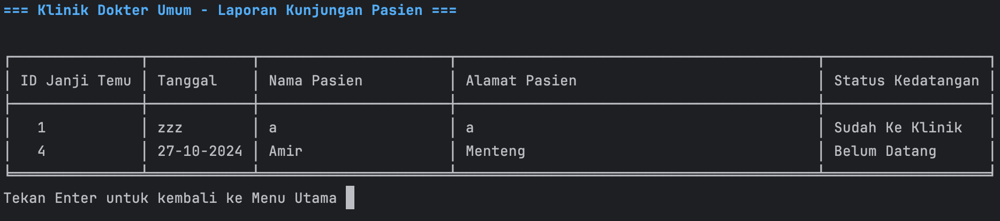 === Klinik Dokter Umum - Laporan Kunjungan Pasien ===
ID Janji Temu Tanggal Nama Pasien Alamat Pasien Status Kedatangan
1 zzz a a Sudah Ke Klinik
4 27-10-2024 Amir Menteng Belum Datang
Tekan Enter untuk kembali ke Menu Utama